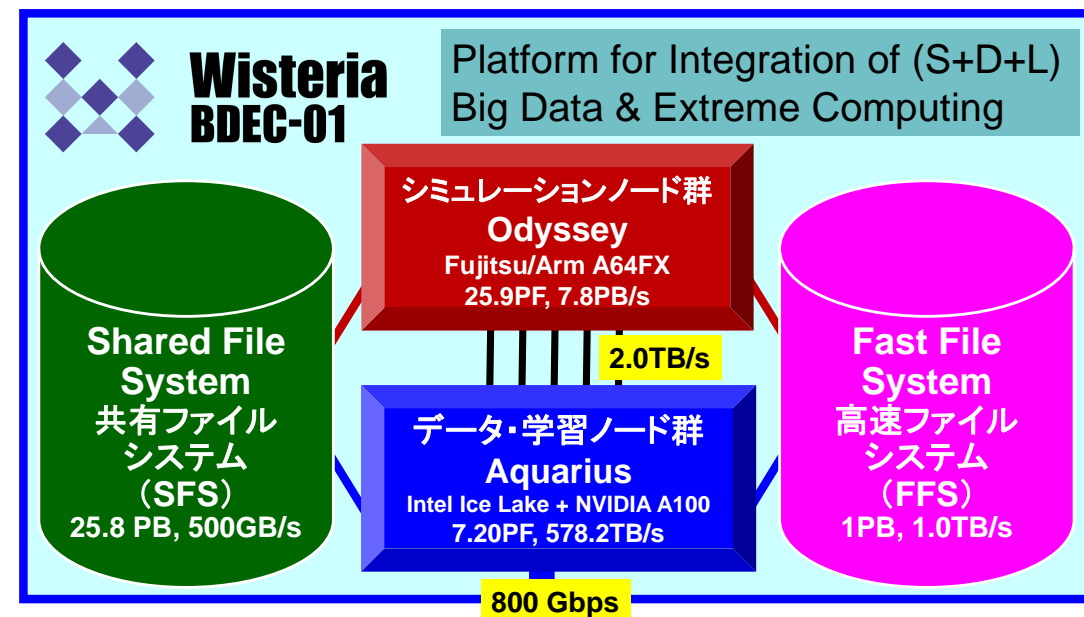 Wisteria
BDEC-01
Platform for Integration of (S+D+L)
Big Data & Extreme Computing
シミュレーションノード群
Odyssey
Fujitsu/Arm A64FX
25.9PF, 7.8PB/s
2.0TB/s
Shared File
System
共有ファイル
システム
（SFS）
25.8 PB, 500GB/s
データ・学習ノード群
Aquarius
Intel Ice Lake + NVIDIA A100
7.20PF, 578.2TB/s
Fast File
System
高速ファイル
システム
（FFS）
1PB, 1.0TB/s
800 Gbps